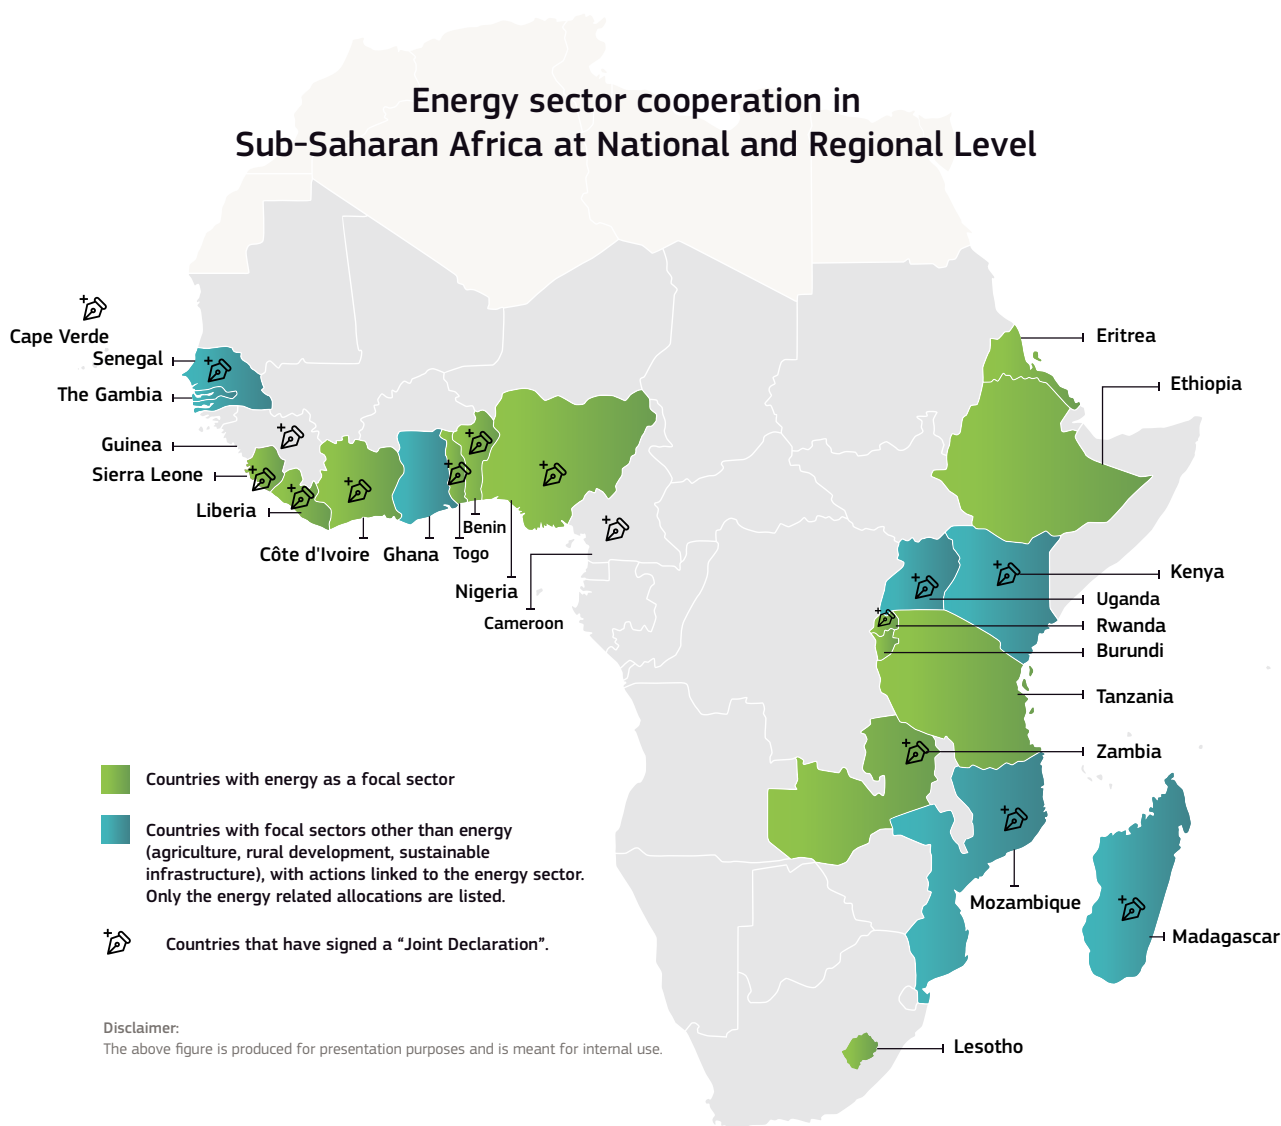 Energy sector cooperation in
Sub-Saharan Africa at National and Regional Level
Cape Verde
Senegal
The Gambia
Guinea
Sierra Leone
Liberia
Côte d'Ivoire
Ghana
Togo
Benin
Nigeria
Cameroon
Eritrea
Ethiopia
Kenya
Uganda
Rwanda
Burundi
Tanzania
Zambia
Mozambique
Madagascar
Lesotho
Countries with energy as a focal sector
Countries with focal sectors other than energy
(agriculture, rural development, sustainable
infrastructure), with actions linked to the energy sector.
Only the energy related allocations are listed.
Countries that have signed a “Joint Declaration”.
Disclaimer:
The above figure is produced for presentation purposes and is meant for internal use.